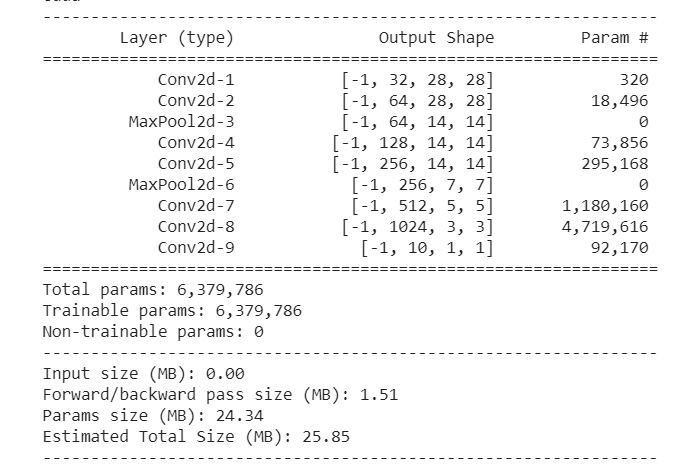 ----------------------------------------------------------------
Layer (type) Output Shape Param #
================================================================
Conv2d-1 [-1, 32, 28, 28] 320
Conv2d-2 [-1, 64, 28, 28] 18,496
MaxPool2d-3 [-1, 64, 14, 14] 0
Conv2d-4 [-1, 128, 14, 14] 73,856
Conv2d-5 [-1, 256, 14, 14] 295,168
MaxPool2d-6 [-1, 256, 7, 7] 0
Conv2d-7 [-1, 512, 5, 5] 1,180,160
Conv2d-8 [-1, 1024, 3, 3] 4,719,616
Conv2d-9 [-1, 10, 1, 1] 92,170
================================================================
Total params: 6,379,786
Trainable params: 6,379,786
Non-trainable params: 0
----------------------------------------------------------------
Input size (MB): 0.00
Forward/backward pass size (MB): 1.51
Params size (MB): 24.34
Estimated Total Size (MB): 25.85
----------------------------------------------------------------